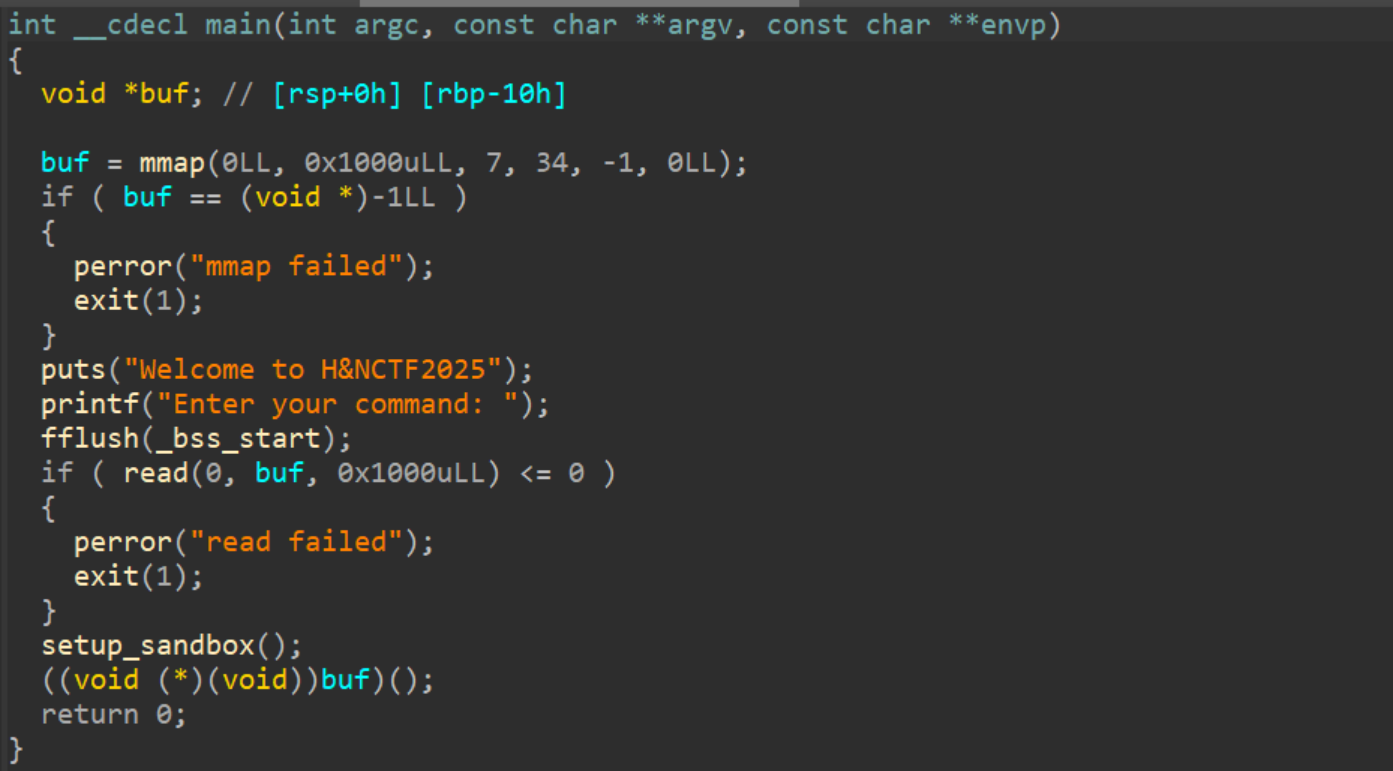 int __cdecl main(int argc, const char **argv, const char **envp)
{
  void *buf; // [rsp+0h] [rbp-10h]

  buf = mmap(0LL, 0x1000uLL, 7, 34, -1, 0LL);
  if ( buf == (void *)-1LL )
  {
    perror("mmap failed");
    exit(1);
  }
  puts("Welcome to H&NCTF2025");
  printf("Enter your command: ");
  fflush(_bss_start);
  if ( read(0, buf, 0x1000uLL) <= 0 )
  {
    perror("read failed");
    exit(1);
  }
  setup_sandbox();
  ((void (*)(void))buf)();
  return 0;
}